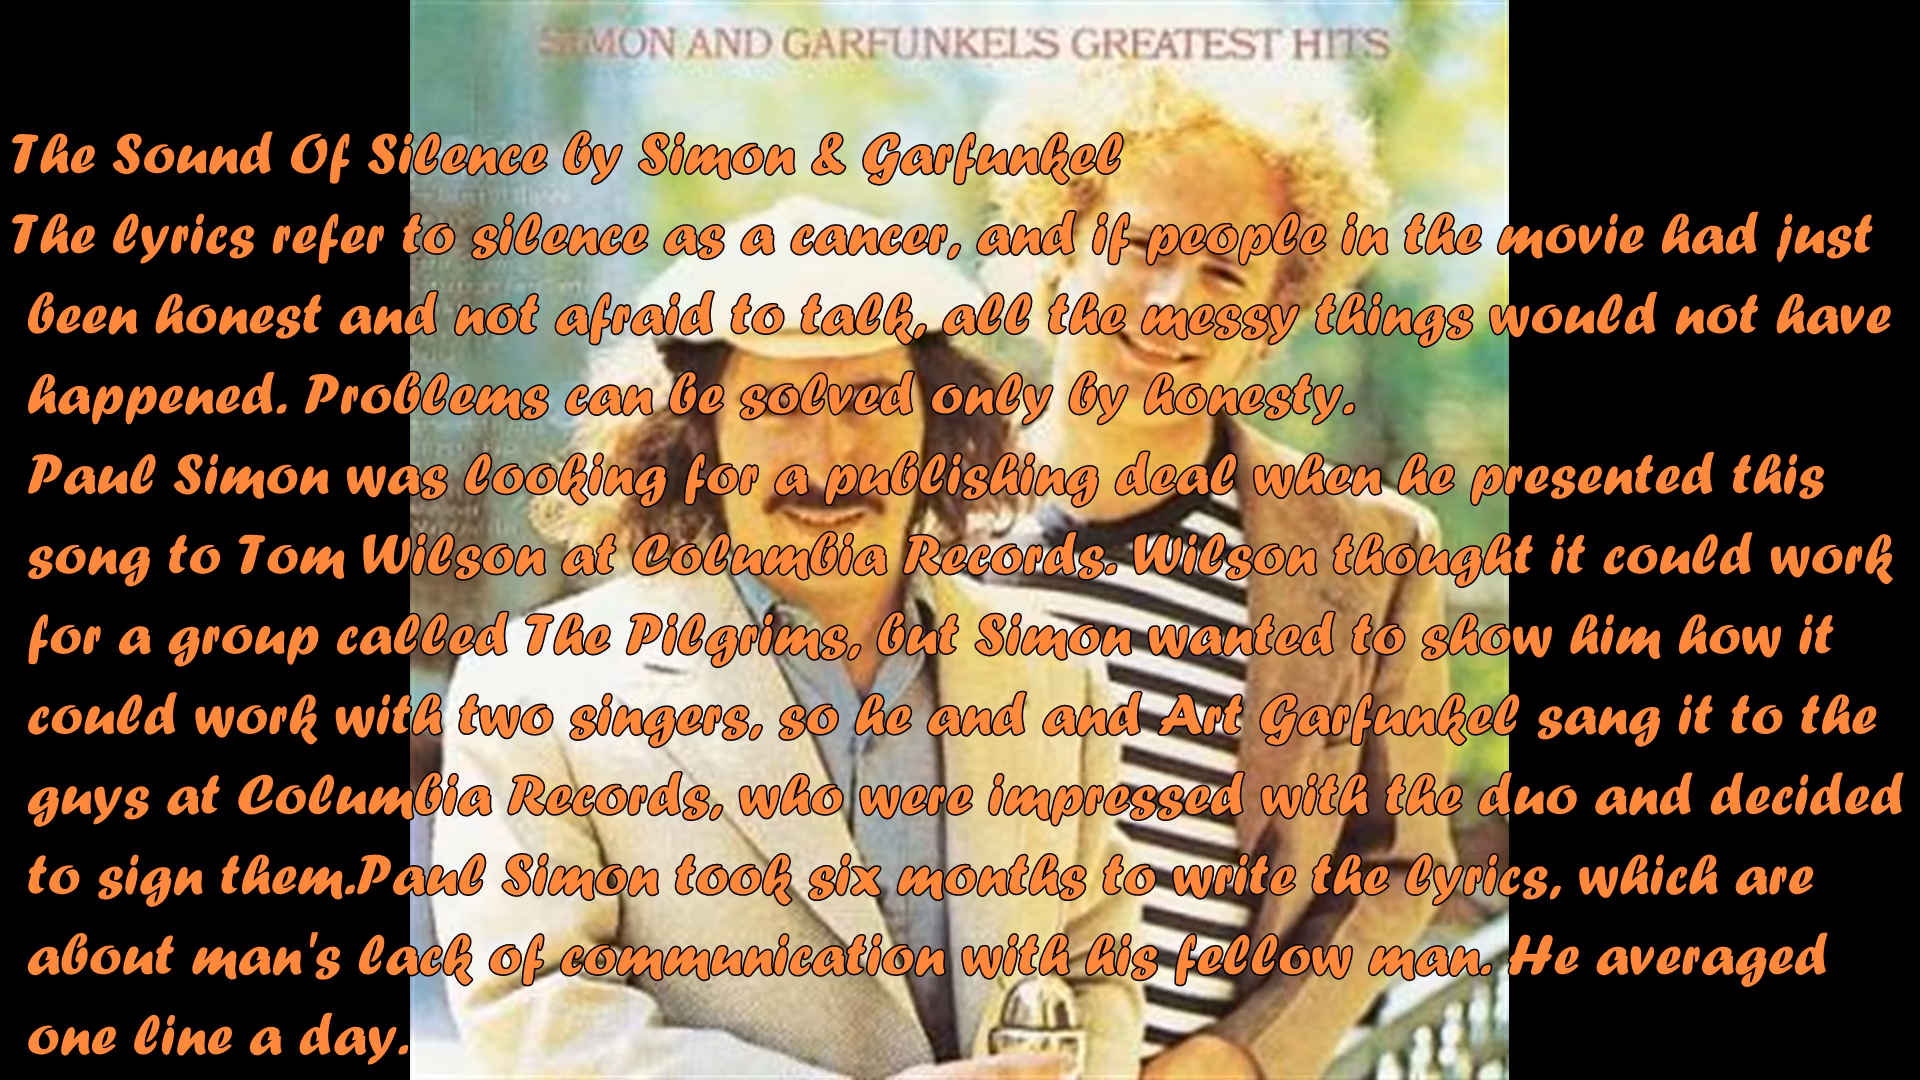 SIMON AND GARFUNKEL'S GREATEST HITS
The Sound Of Silence by Simon & Garfunkel
The lyrics refer to silence as a cancer, and if people in the movie had just
been honest and not afraid to talk, all the messy things would not have
happened. Problems can be solved only by honesty.
Paul Simon was looking for a publishing deal when he presented this
song to Tom Wilson at Columbia Records. Wilson thought it could work
for a group called The Pilgrims, but Simon wanted to show him how it
could work with two singers, so he and and Art Garfunkel sang it to the
guys at Columbia Records, who were impressed with the duo and decided
to sign them.Paul Simon took six months to write the lyrics, which are
about man's lack of communication with his fellow man. He averaged
one line a day.